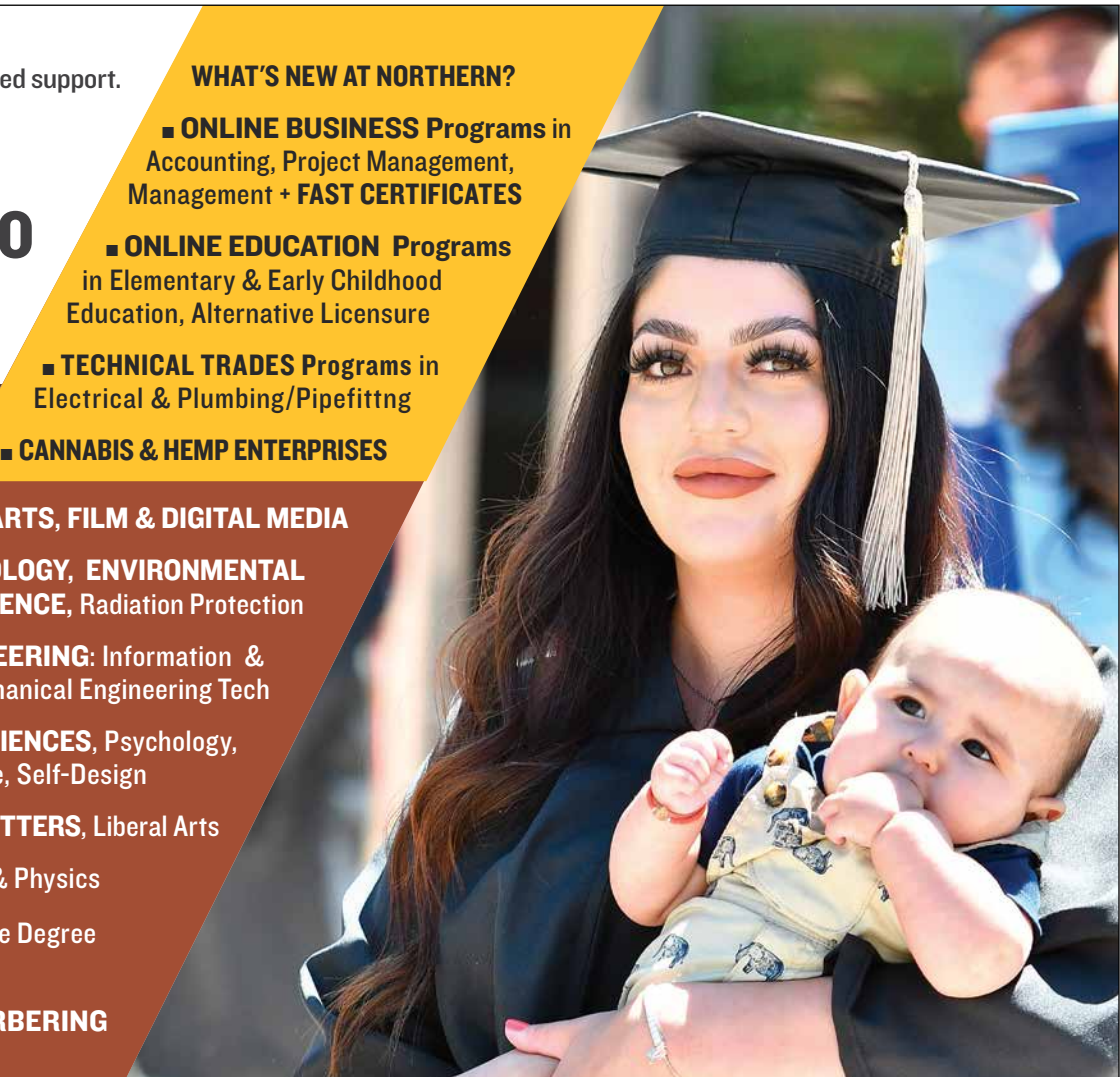 ed support.
0
WHAT'S NEW AT NORTHERN?
■ ONLINE BUSINESS Programs in
Accounting, Project Management,
Management + FAST CERTIFICATES
■ ONLINE EDUCATION Programs
in Elementary & Early Childhood
Education, Alternative Licensure
■ TECHNICAL TRADES Programs in
Electrical & Plumbing/Pipefittng
■ CANNABIS & HEMP ENTERPRISES
ARTS, FILM & DIGITAL MEDIA
OLOGY, ENVIRONMENTAL
ENCE, Radiation Protection
EERING: Information &
hanical Engineering Tech
IENCES, Psychology,
e, Self-Design
TTERS, Liberal Arts
& Physics
e Degree
RBERING